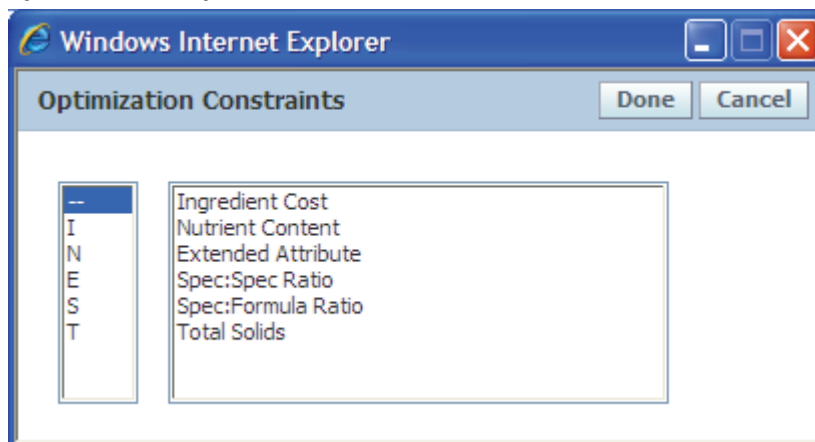 Windows Internet Explorer
Optimization Constraints
Done
Cancel
--
I
N
E
S
T
Ingredient Cost
Nutrient Content
Extended Attribute
Spec:Spec Ratio
Spec:Formula Ratio
Total Solids